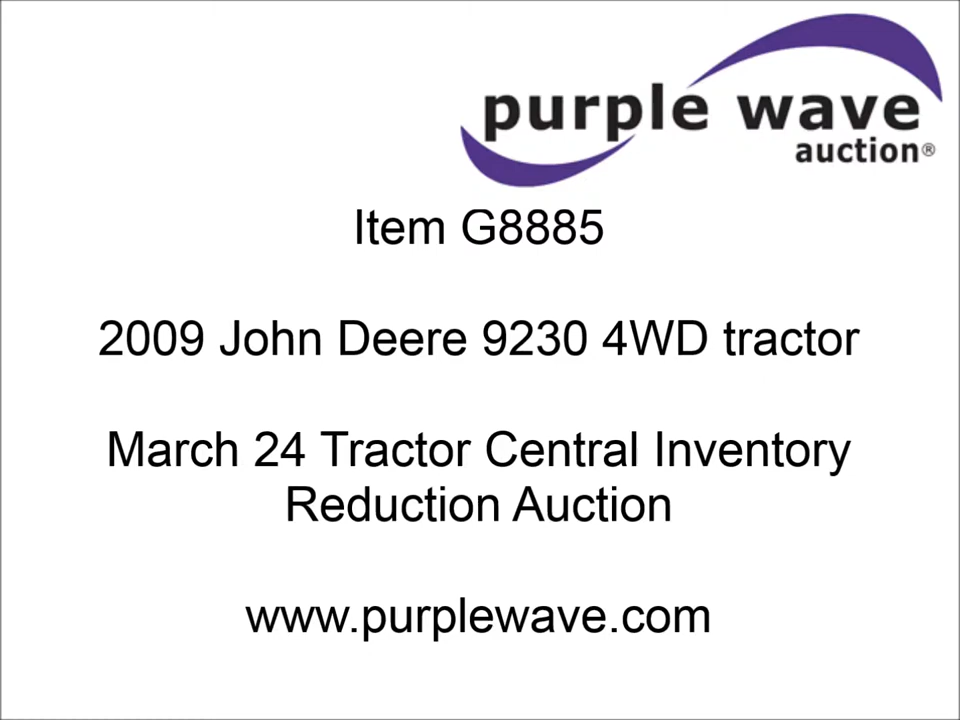 purple wave
auction®
Item G8885
2009 John Deere 9230 4WD tractor
March 24 Tractor Central Inventory
Reduction Auction
www.purplewave.com